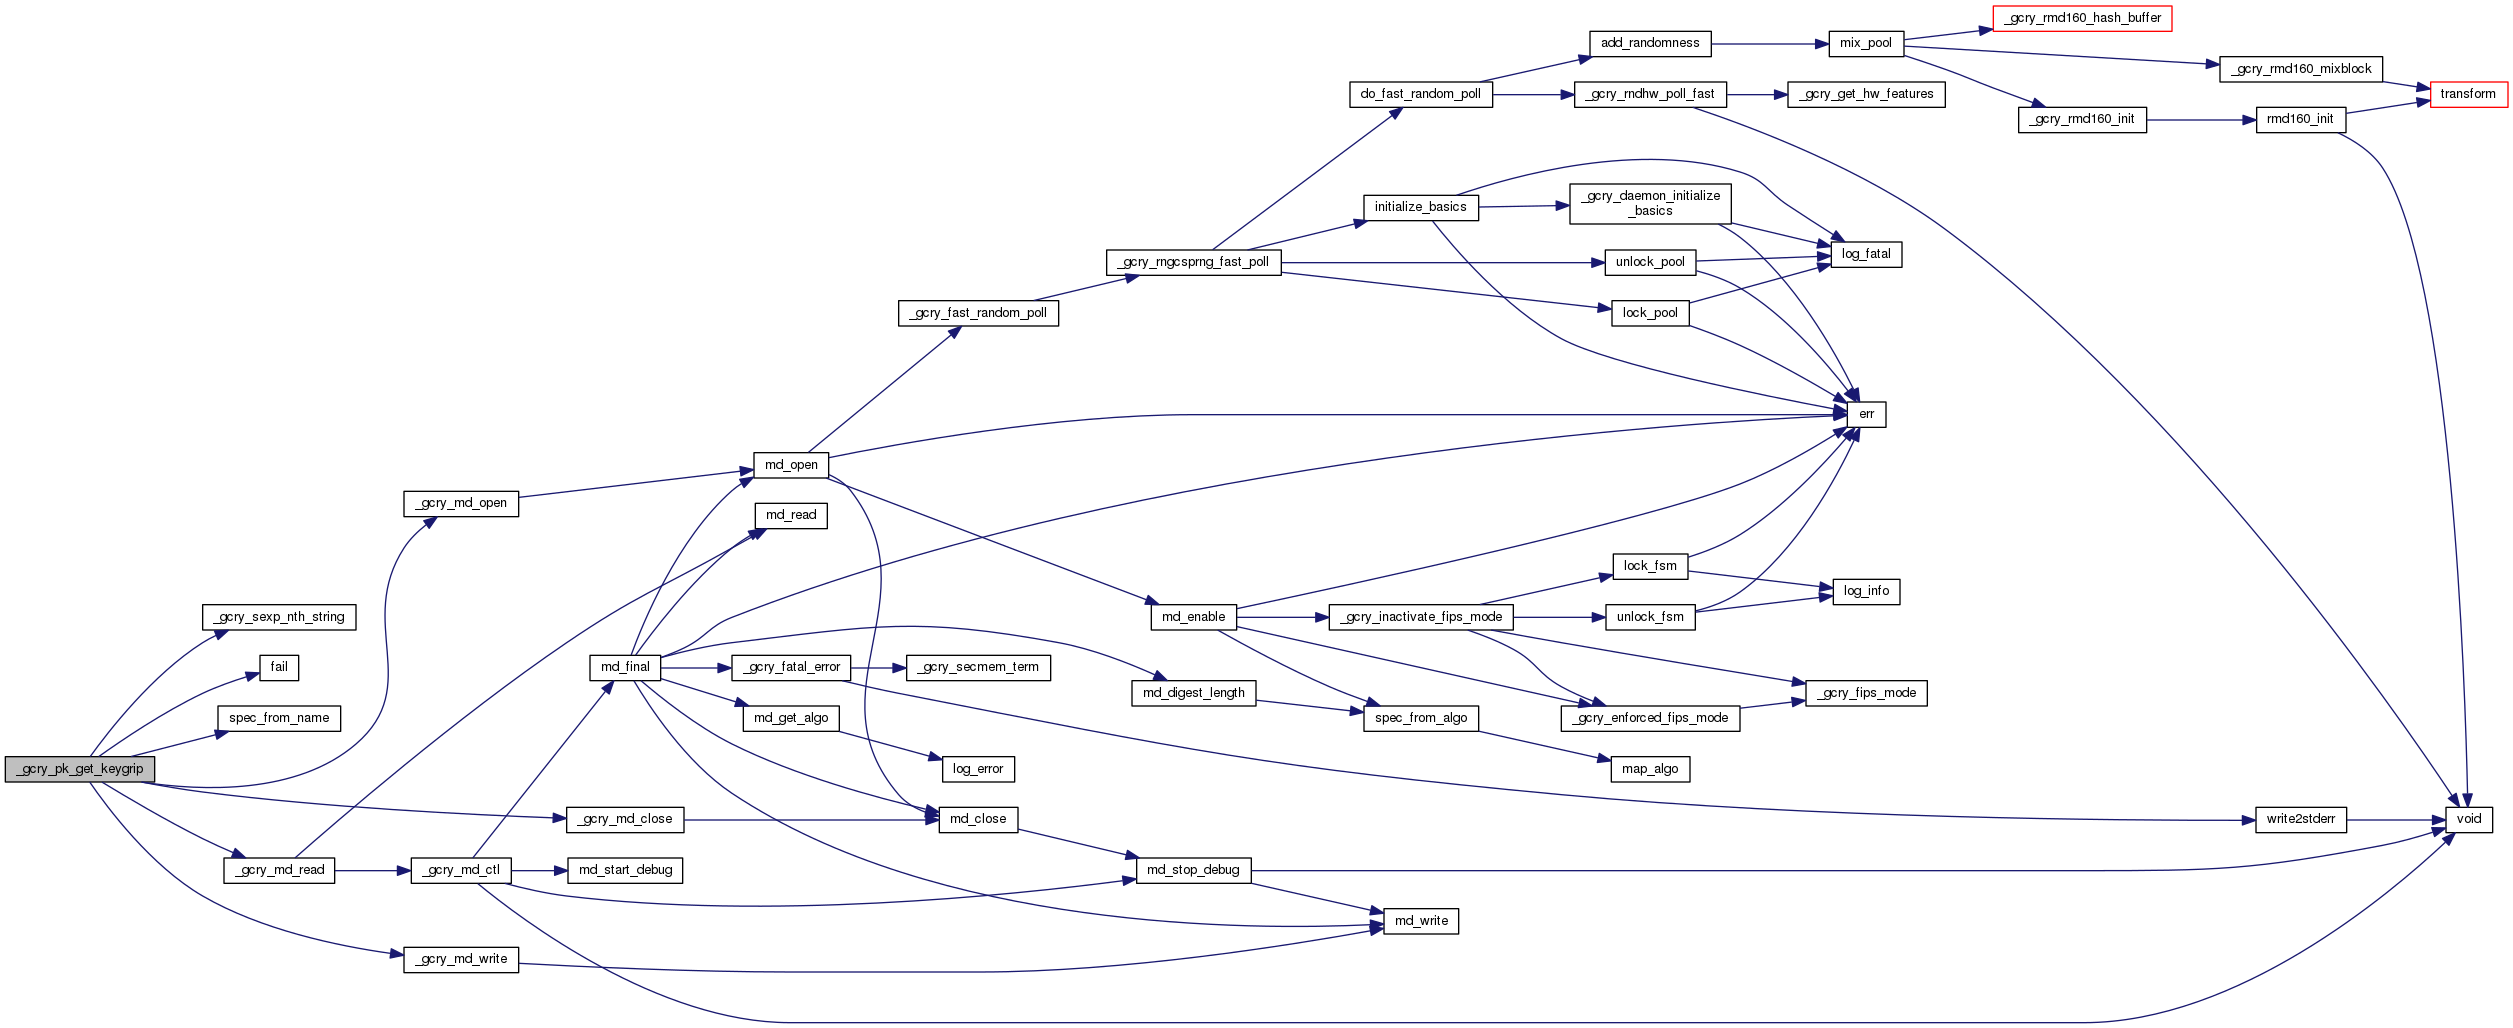 _gcry_rmd160_hash_buffer
add_randomness
mix_pool
_gcry_rmd160_mixblock
do_fast_random_poll
_gcry_rndhw_poll_fast
_gcry_get_hw_features
transform
_gcry_rmd160_init
rmd160_init
initialize_basics
_gcry_daemon_initialize
_basics
log_fatal
_gcry_rngcsprng_fast_poll
unlock_pool
_gcry_fast_random_poll
lock_pool
err
md_open
_gcry_md_open
md_read
lock_fsm
log_info
_gcry_sexp_nth_string
md_enable
_gcry_inactivate_fips_mode
unlock_fsm
fail
md_final
_gcry_fatal_error
_gcry_secmem_term
md_digest_length
_gcry_fips_mode
spec_from_name
md_get_algo
spec_from_algo
_gcry_enforced_fips_mode
_gcry_pk_get_keygrip
log_error
map_algo
_gcry_md_close
md_close
write2stderr
void
_gcry_md_read
_gcry_md_ctl
md_start_debug
md_stop_debug
md_write
_gcry_md_write